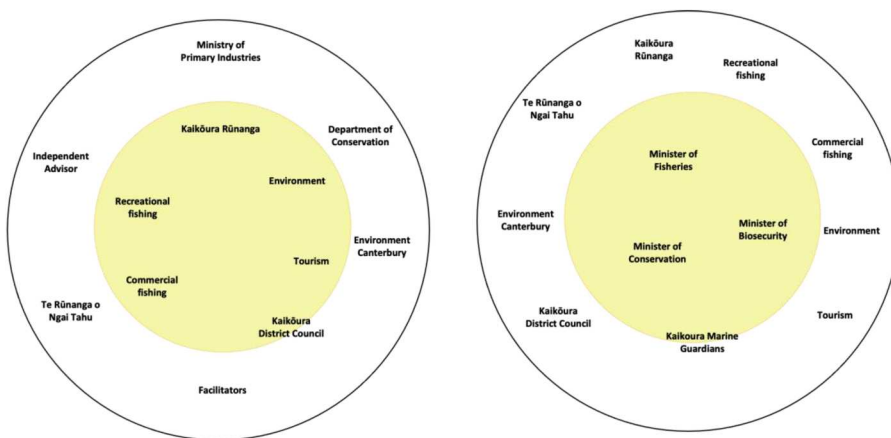 Ministry of
Primary Industries
Kaikōura Rūnanga
Department of
Conservation
Independent
Advisor
Environment
Recreational
fishing
Environment
Canterbury
Tourism
Commercial
fishing
Te Rūnanga o
Ngai Tahu
Kaikōura
District Council
Facilitators
Kaikōura
Rūnanga
Recreational
fishing
Te Rūnanga o
Ngai Tahu
Commercial
fishing
Minister of
Fisheries
Environment
Canterbury
Minister of
Biosecurity
Environment
Minister of
Conservation
Kaikōura
District Council
Tourism
Kaikoura Marine
Guardians